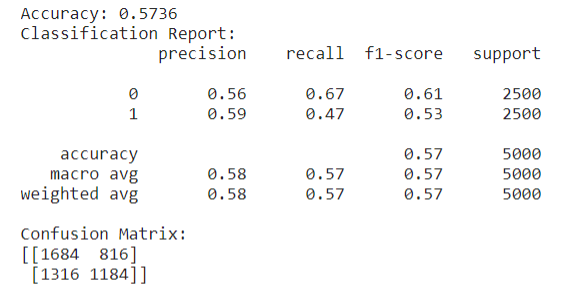 Accuracy: 0.5736
Classification Report:
              precision    recall  f1-score   support

           0       0.56      0.67      0.61      2500
           1       0.59      0.47      0.53      2500

    accuracy                           0.57      5000
   macro avg       0.58      0.57      0.57      5000
weighted avg       0.58      0.57      0.57      5000

Confusion Matrix:
[[1684  816]
 [1316 1184]]